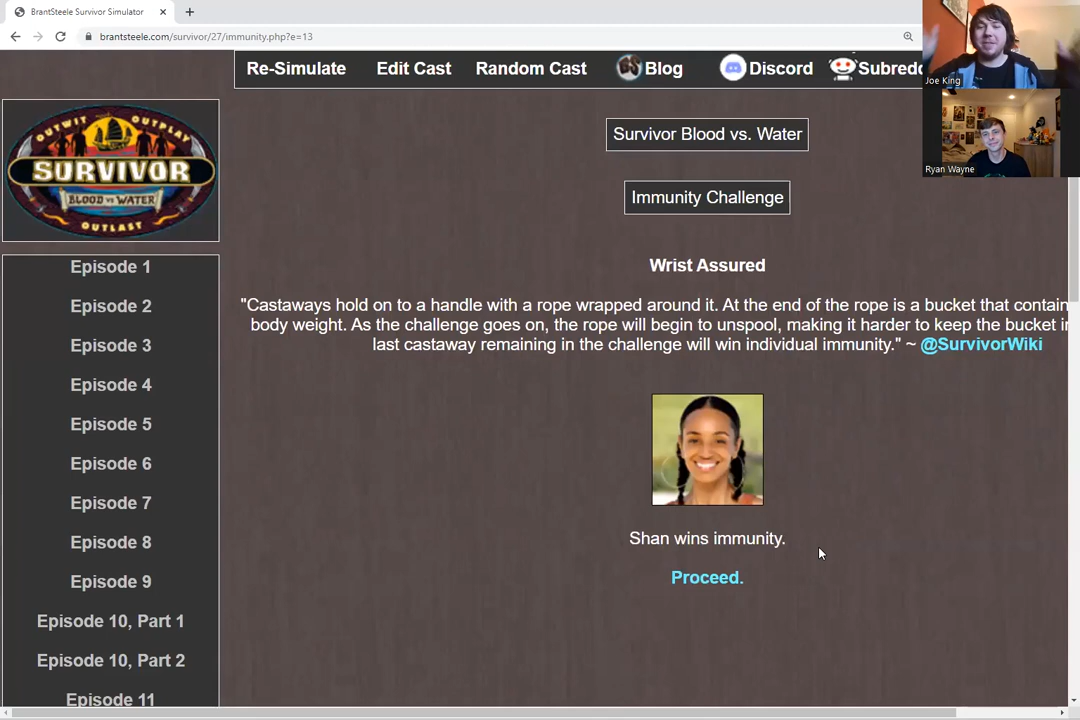 BrantSteele Survivor Simulator
brantsteele.com/survivor/27/immunity.php?e=13
Re-Simulate Edit Cast Random Cast Blog Discord Subredd
Joe King
Ryan Wayne
OUTWIT OUTPLAY
SURVIVOR
BLOOD VS. WATER
OUTLAST
Survivor Blood vs. Water
Immunity Challenge
Wrist Assured
"Castaways hold on to a handle with a rope wrapped around it. At the end of the rope is a bucket that contain
body weight. As the challenge goes on, the rope will begin to unspool, making it harder to keep the bucket i
last castaway remaining in the challenge will win individual immunity." ~ @SurvivorWiki
Shan wins immunity.
Proceed.
Episode 1
Episode 2
Episode 3
Episode 4
Episode 5
Episode 6
Episode 7
Episode 8
Episode 9
Episode 10, Part 1
Episode 10, Part 2
Episode 11